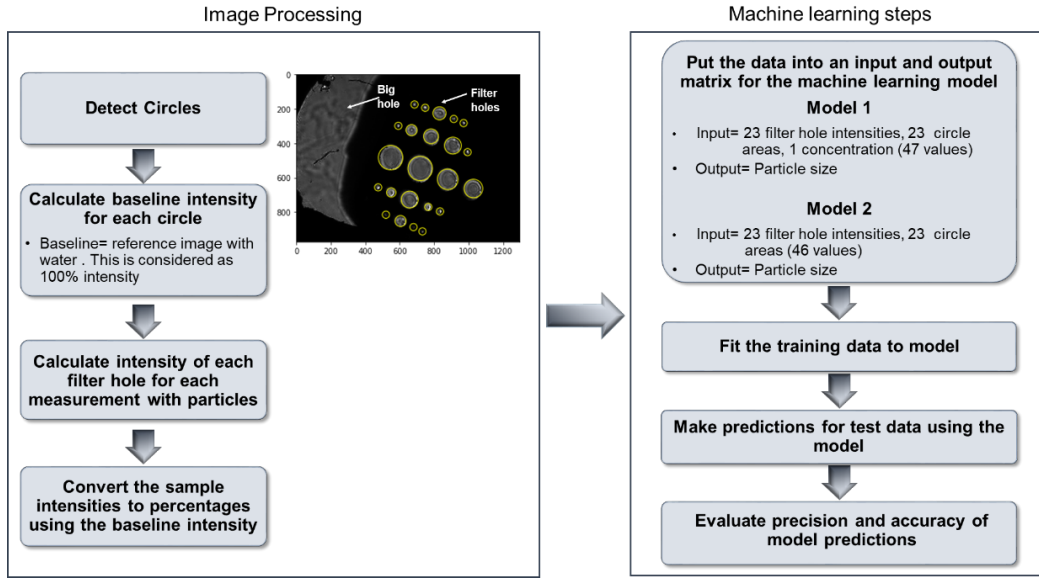 Image Processing
Detect Circles
Calculate baseline intensity
for each circle
• Baseline= reference image with
water . This is considered as
100% intensity
Calculate intensity of each
filter hole for each
measurement with particles
Convert the sample
intensities to percentages
using the baseline intensity
0
200
400
600
800
0
200
400
600
800
1000
1200
Big
hole
Filter
holes
Machine learning steps
Put the data into an input and output
matrix for the machine learning model
Model 1
• Input= 23 filter hole intensities, 23 circle
areas, 1 concentration (47 values)
• Output= Particle size
Model 2
• Input= 23 filter hole intensities, 23 circle
areas (46 values)
• Output= Particle size
Fit the training data to model
Make predictions for test data using the
model
Evaluate precision and accuracy of
model predictions